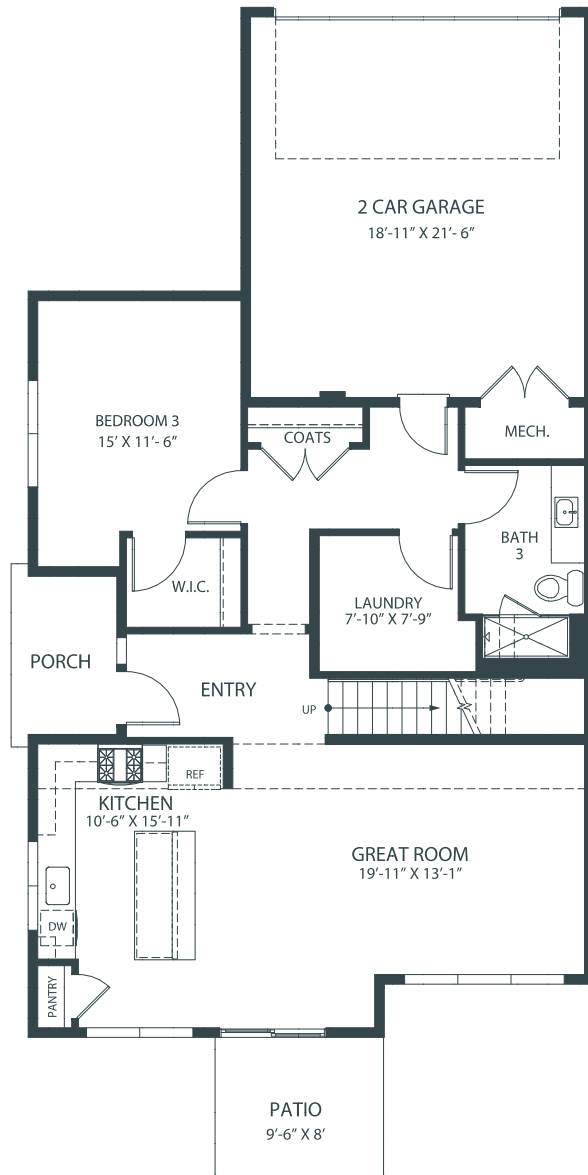 2 CAR GARAGE
18'-11" X 21'- 6"
BEDROOM 3
15' X 11'- 6"
COATS
MECH.
BATH
3
W.I.C.
LAUNDRY
7'-10" X 7'-9"
PORCH
ENTRY
UP
REF
KITCHEN
10'-6" X 15'-11"
GREAT ROOM
19'-11" X 13'-1"
DW
PANTRY
PATIO
9'-6" X 8'